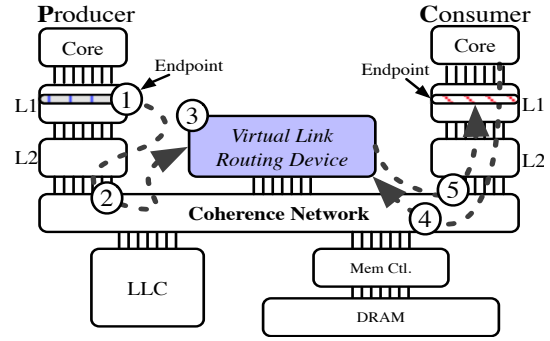 Producer
Consumer
Core
Core
Endpoint
Endpoint
L1
1
3
L1
Virtual Link
Routing Device
L2
L2
2
5
4
Coherence Network
LLC
Mem Ctl.
DRAM